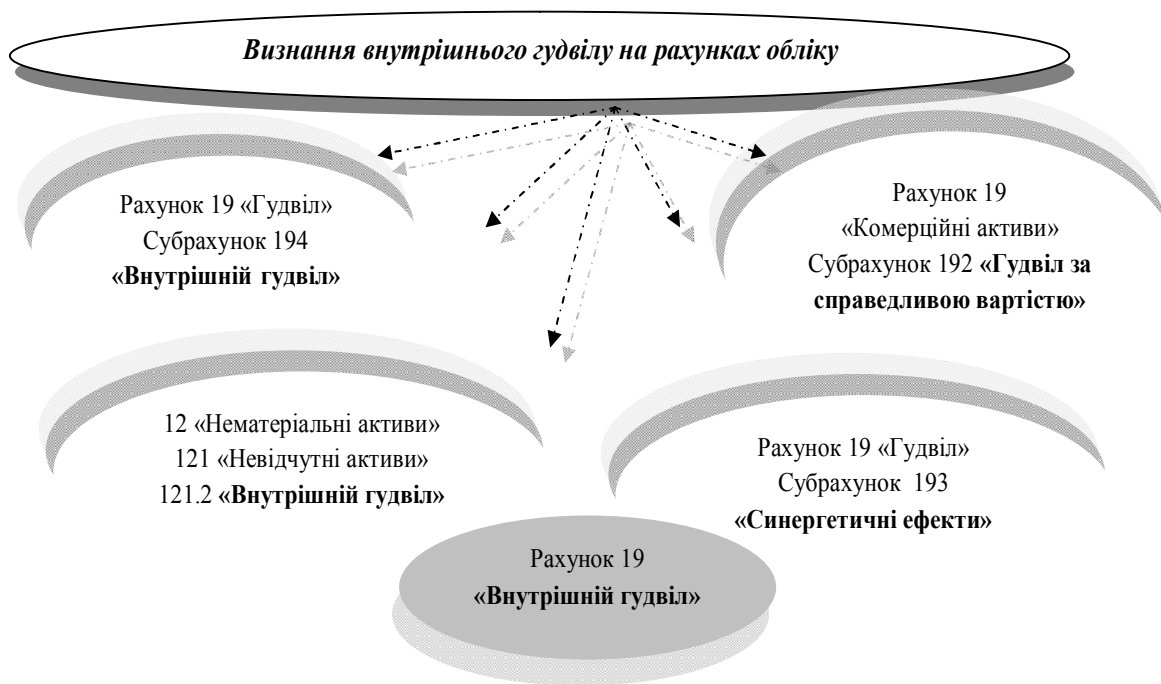 Визнання внутрішнього гудвілу на рахунках обліку
Рахунок 19 «Гудвіл»
Субрахунок 194
«Внутрішній гудвіл»
Рахунок 19
«Комерційні активи»
Субрахунок 192 «Гудвіл за
справедливою вартістю»
12 «Нематеріальні активи»
121 «Невідчутні активи»
121.2 «Внутрішній гудвіл»
Рахунок 19 «Гудвіл»
Субрахунок 193
«Синергетичні ефекти»
Рахунок 19
«Внутрішній гудвіл»